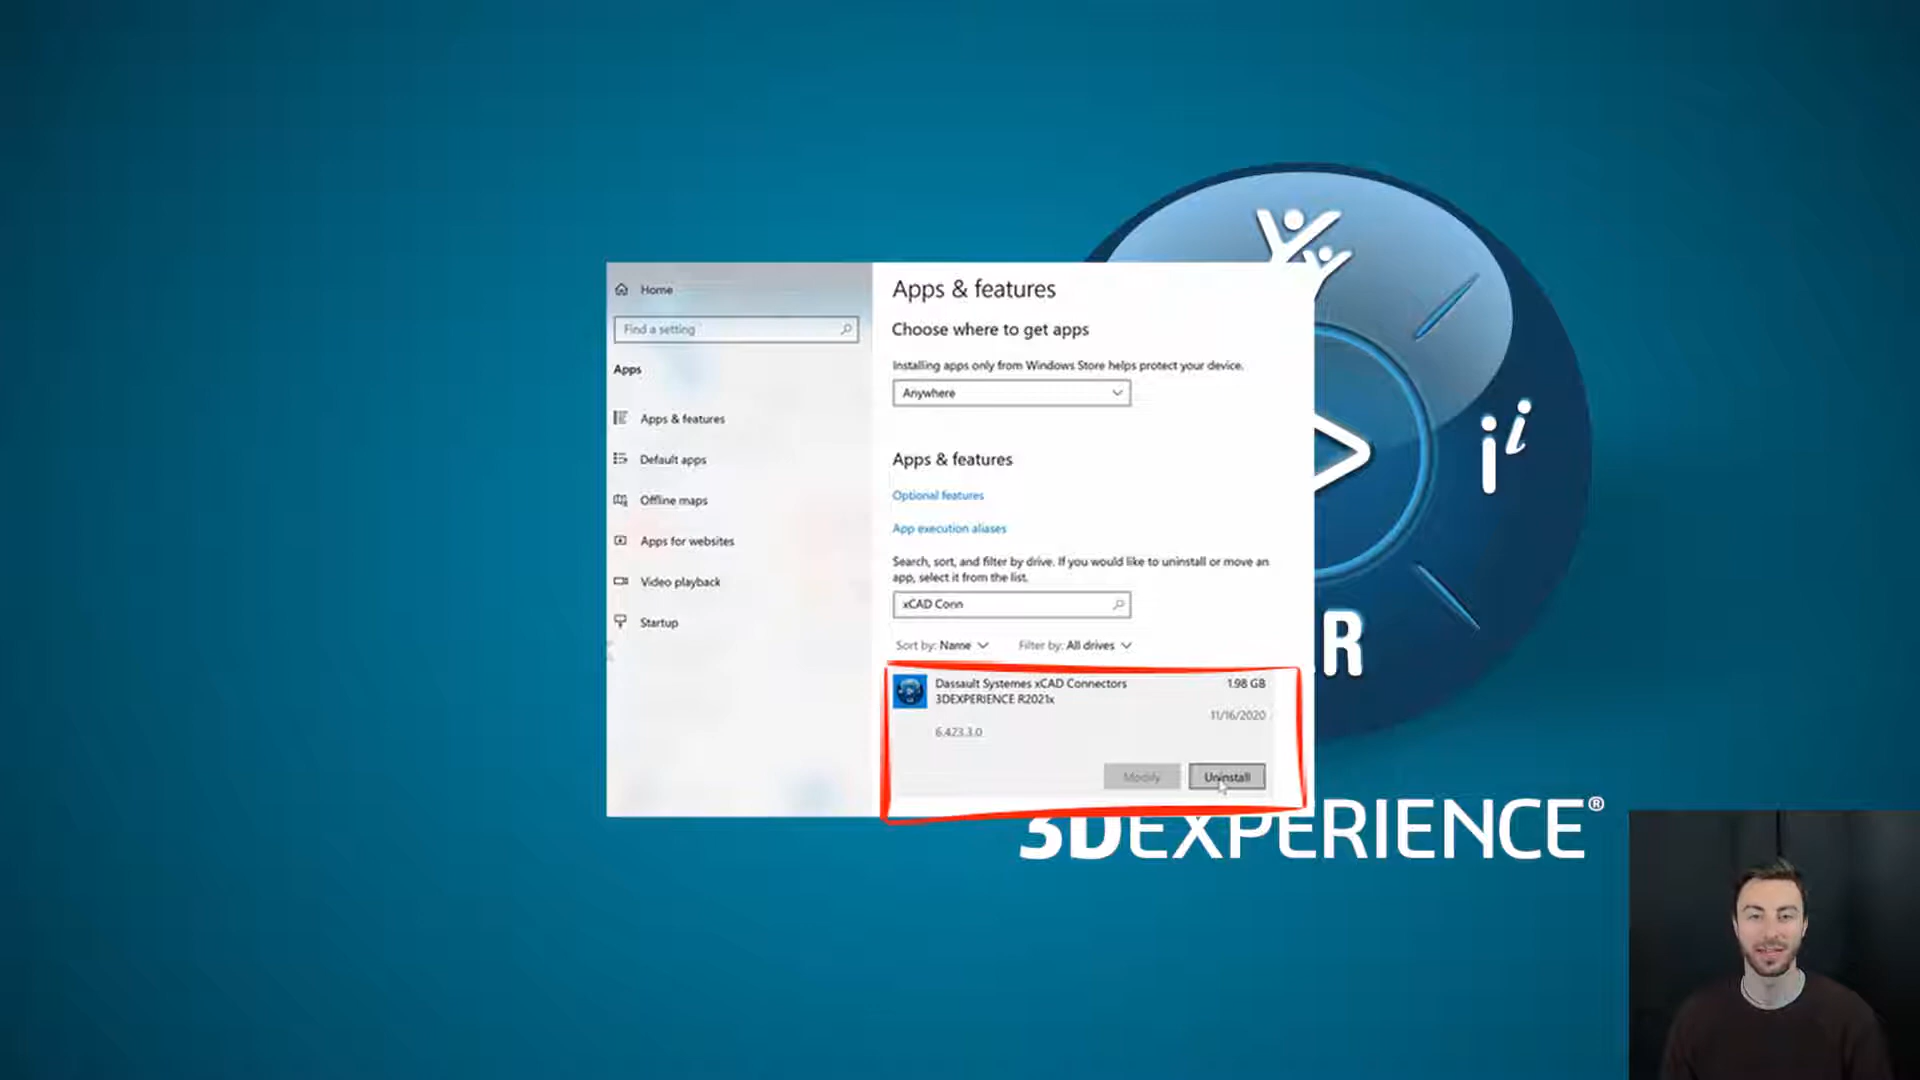 Home
Find a setting
Apps
Apps & features
Default apps
Offline maps
Apps for websites
Video playback
Startup
Apps & features
Choose where to get apps
Installing apps only from Windows Store helps protect your device.
Anywhere
Apps & features
Optional features
App execution aliases
Search, sort, and filter by drive. If you would like to uninstall or move an
app, select it from the list.
xCAD Conn
Sort by: Name
Filter by: All drives
Dassault Systemes xCAD Connectors
3DEXPERIENCE R2021x
1.98 GB
11/16/2020
6.423.3.0
Modify
Uninstall
i i
R
3DEXPERIENCE®